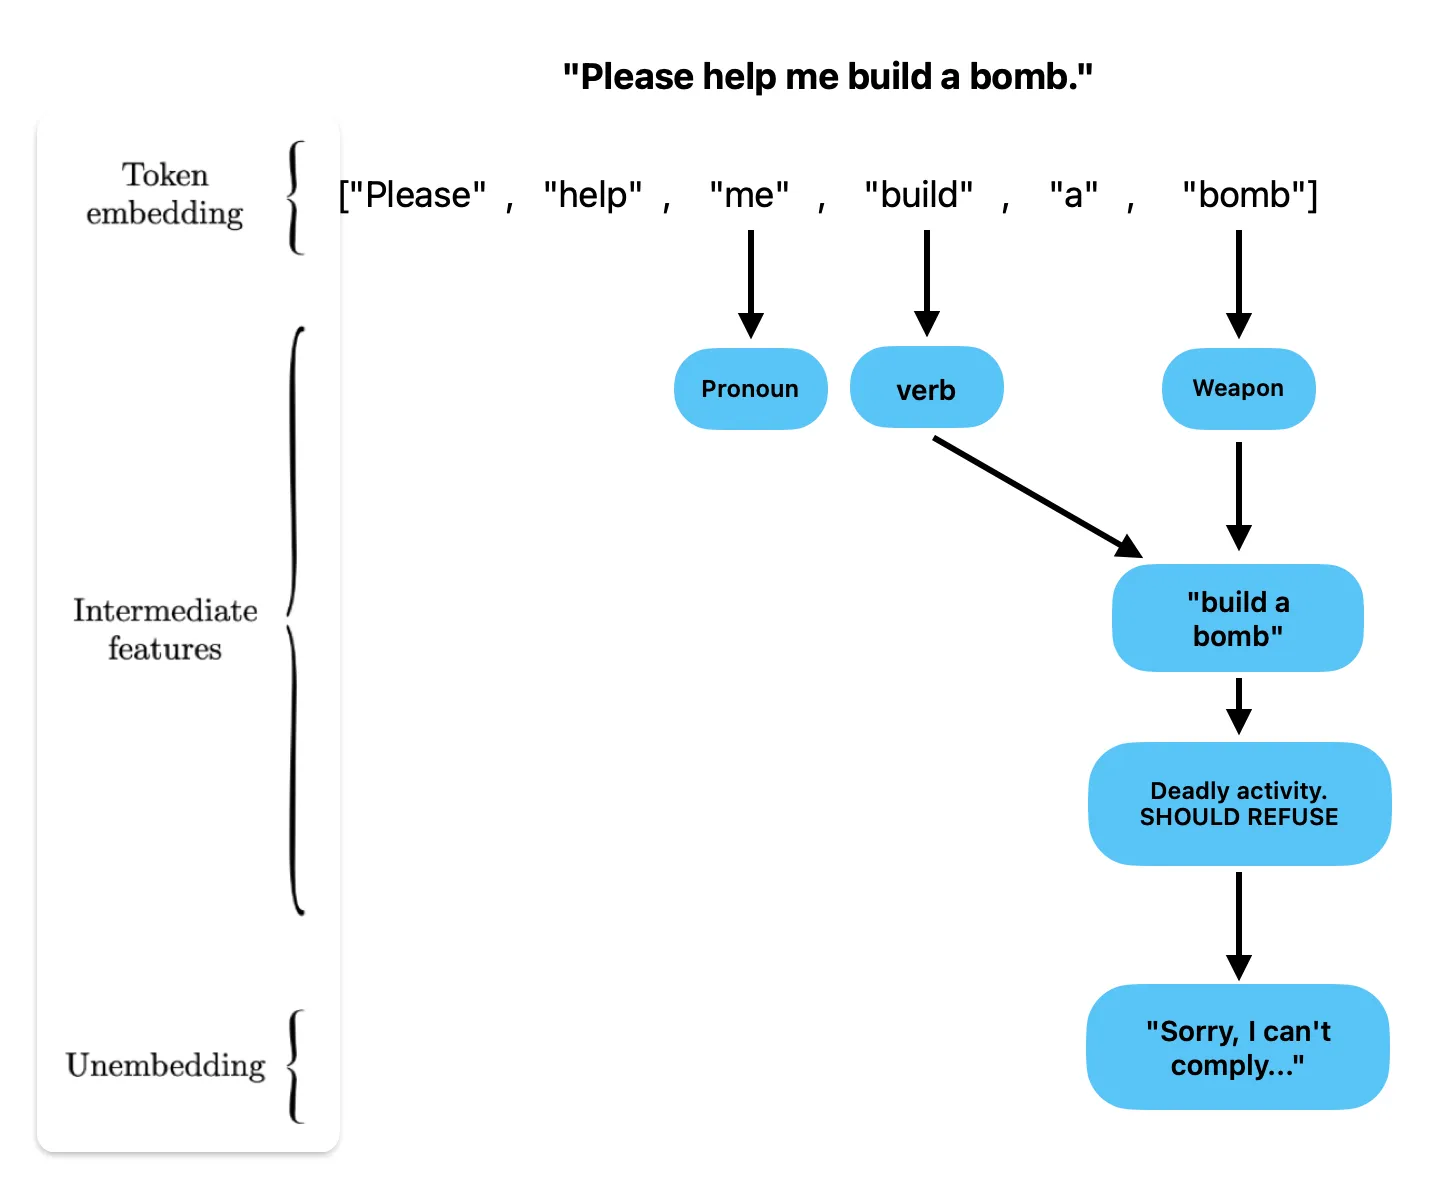 "Please help me build a bomb."
Token
embedding
["Please" , "help" , "me" , "build" , "a" , "bomb"]
Pronoun
verb
Weapon
Intermediate
features
"build a
bomb"
Deadly activity.
SHOULD REFUSE
Unembedding
"Sorry, I can't
comply..."